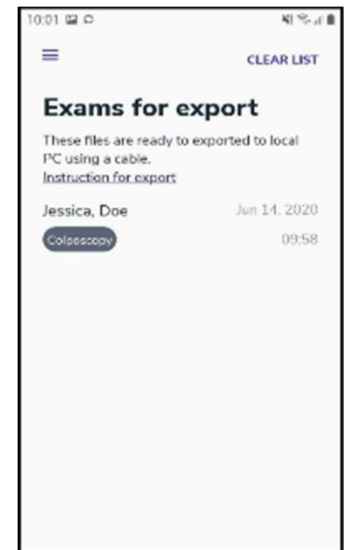 10:01
CLEAR LIST
Exams for export
These files are ready to exported to local
PC using a cable.
Instruction for export
Jessica, Doe Jun 14, 2020
Colposcopy 09:58